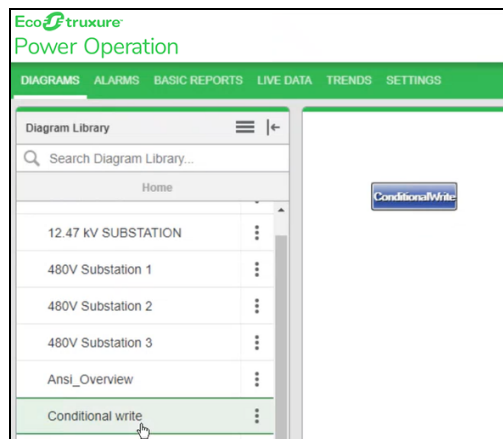 EcoStruxure
Power Operation
DIAGRAMS ALARMS BASIC REPORTS LIVE DATA TRENDS SETTINGS
Diagram Library
Search Diagram Library...
Home
ConditionalWrite
12.47 kV SUBSTATION
480V Substation 1
480V Substation 2
480V Substation 3
Ansi_Overview
Conditional write